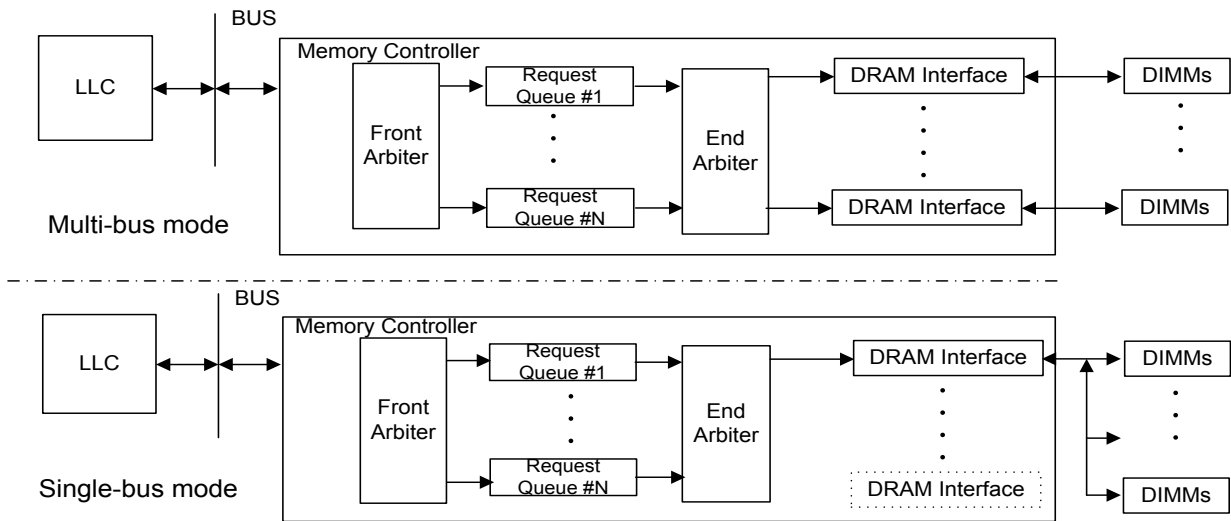 BUS
Memory Controller
LLC
Front
Arbiter
Request
Queue #1
Request
Queue #N
End
Arbiter
DRAM Interface
DRAM Interface
DIMMs
DIMMs
Multi-bus mode
BUS
Memory Controller
LLC
Front
Arbiter
Request
Queue #1
Request
Queue #N
End
Arbiter
DRAM Interface
DRAM Interface
DIMMs
DIMMs
Single-bus mode